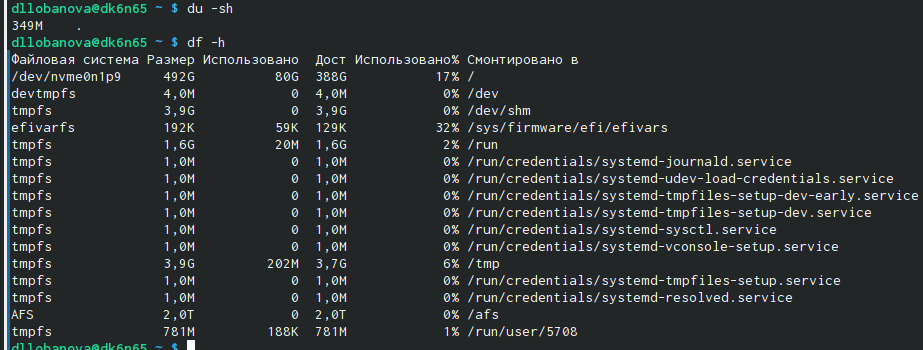 dllobanova@dk6n65 ~ $ du -sh
349M    .
dllobanova@dk6n65 ~ $ df -h
Файловая система Размер Использовано  Дост Использовано% Смонтировано в
/dev/nvme0n1p9     492G          80G  388G           17% /
devtmpfs           4,0M            0  4,0M            0% /dev
tmpfs              3,9G            0  3,9G            0% /dev/shm
efivarfs           192K          59K  129K           32% /sys/firmware/efi/efivars
tmpfs              1,6G          20M  1,6G            2% /run
tmpfs              1,0M            0  1,0M            0% /run/credentials/systemd-journald.service
tmpfs              1,0M            0  1,0M            0% /run/credentials/systemd-udev-load-credentials.service
tmpfs              1,0M            0  1,0M            0% /run/credentials/systemd-tmpfiles-setup-dev-early.service
tmpfs              1,0M            0  1,0M            0% /run/credentials/systemd-tmpfiles-setup-dev.service
tmpfs              1,0M            0  1,0M            0% /run/credentials/systemd-sysctl.service
tmpfs              1,0M            0  1,0M            0% /run/credentials/systemd-vconsole-setup.service
tmpfs              3,9G         202M  3,7G            6% /tmp
tmpfs              1,0M            0  1,0M            0% /run/credentials/systemd-tmpfiles-setup.service
tmpfs              1,0M            0  1,0M            0% /run/credentials/systemd-resolved.service
AFS                2,0T            0  2,0T            0% /afs
tmpfs              781M         188K  781M            1% /run/user/5708
dllobanova@dk6n65 ~ $